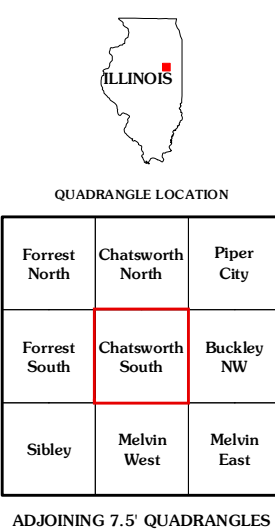 ILLINOIS
QUADRANGLE LOCATION
Forrest North
Chatsworth North
Piper City
Forrest South
Chatsworth South
Buckley NW
Sibley
Melvin West
Melvin East
ADJOINING 7.5' QUADRANGLES